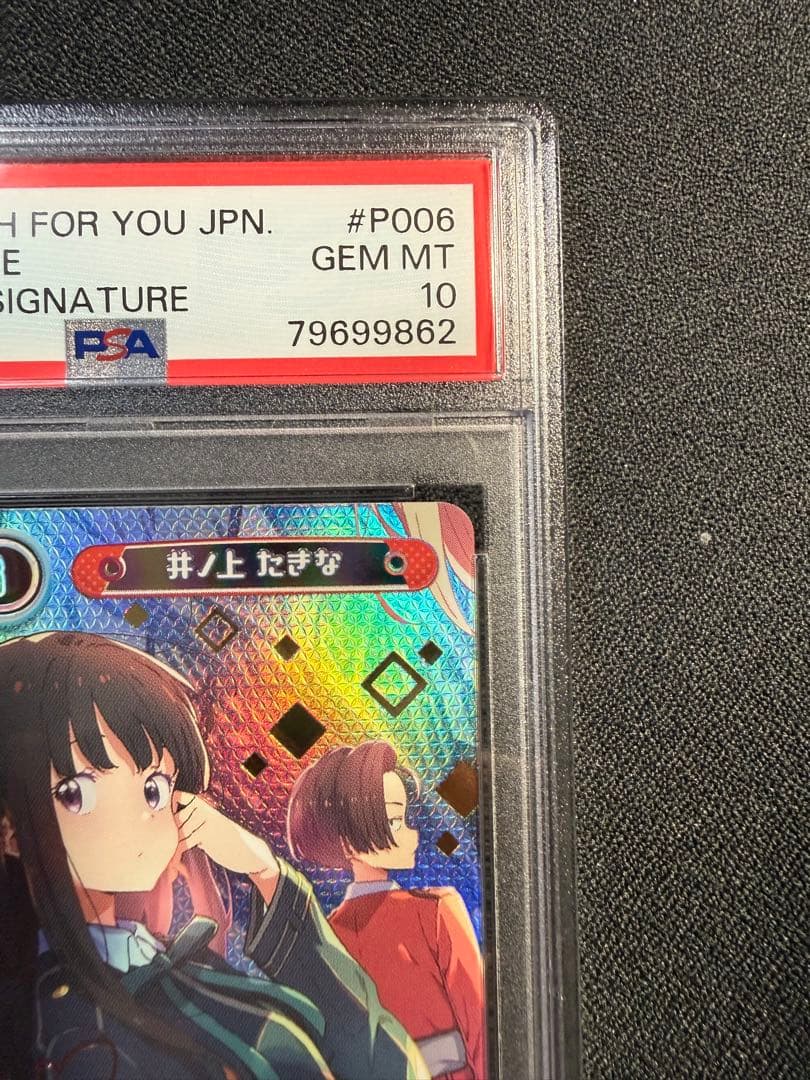 H FOR YOU JPN. #P006
E GEM MT
SIGNATURE 10
PSA 79699862
井ノ上 たきな